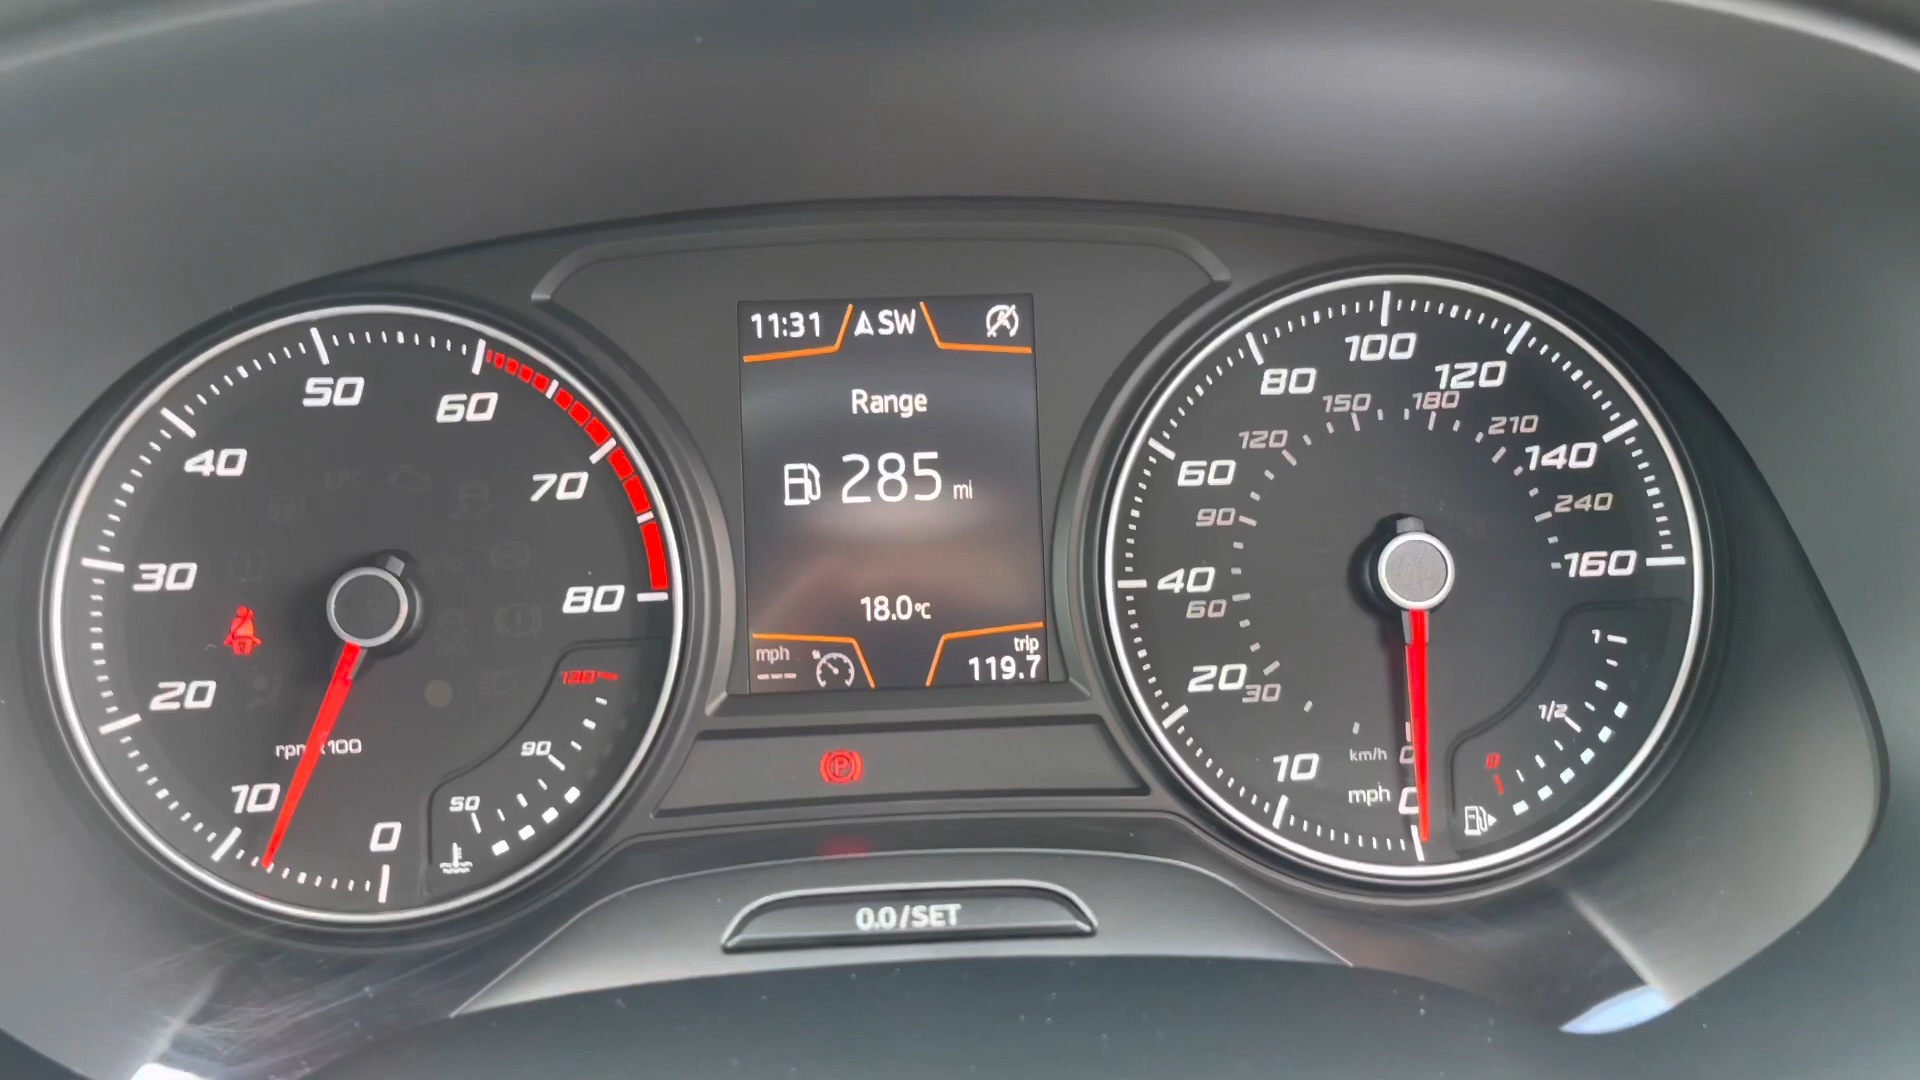 50
60
40
70
30
80
20
rpm x100
10
0
130
90
50
11:31 SW
Range
285 mi
18.0°C
mph
---
trip
119.7
P
0.0/SET
100
80
120
150
180
120
210
60
140
90
240
40
160
60
20
30
1
1/2
km/h 0
10
mph 0
R